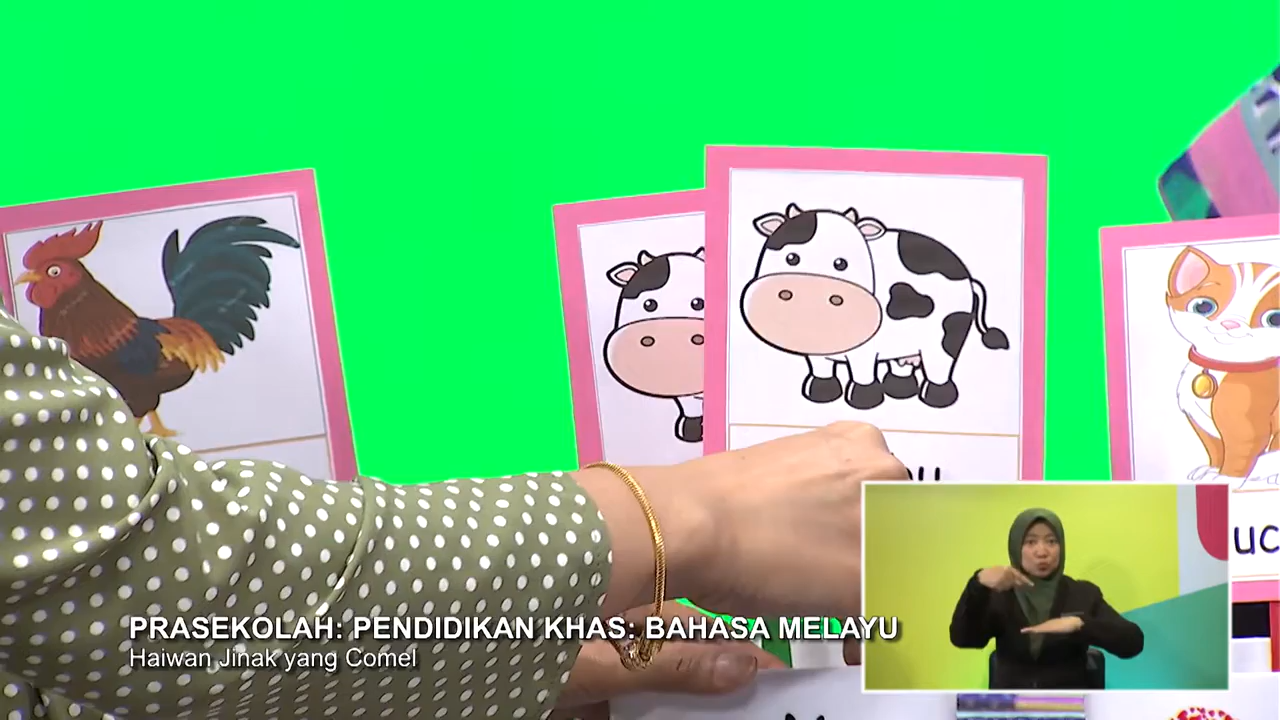 PRASEKOLAH: PENDIDIKAN KHAS: BAHASA MELAYU
Haiwan Jinak yang Comel